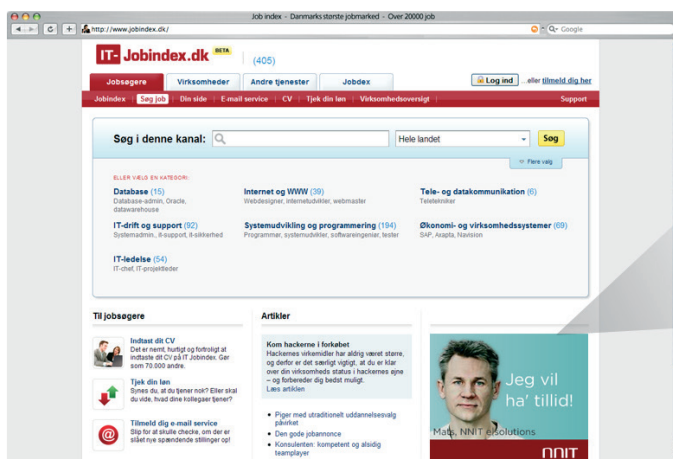 Job index - Danmarks største jobmarked - Over 20000 job
http://www.jobindex.dk/
Google
IT- Jobindex.dk BETA
(405)
Jobsøgere Virksomheder Andre tjenester Jobdex
Log ind ...eller tilmeld dig her
Jobindex Søg job Din side E-mail service CV Tjek din løn Virksomhedsoversigt Support
Søg i denne kanal: Hele landet Søg
Flere valg
ELLER VÆLG EN KATEGORI:
Database (15) Internet og WWW (39) Tele- og datakommunikation (6)
Database-admin, Oracle, Webdesigner, internetudvikler, webmaster Teletekniker
datawarehouse
IT-drift og support (92) Systemudvikling og programmering (194) Økonomi- og virksomhedssystemer (69)
Systemadmin., it-support, it-sikkerhed Programmør, systemudvikler, softwareingeniør, tester SAP, Axapta, Navision
IT-ledelse (54)
IT-chef, IT-projektleder
Til jobsøgere
Indtast dit CV
Det er nemt, hurtigt og fortroligt at
indtaste dit CV på IT Jobindex. Gør
som 70.000 andre.
Tjek din løn
Synes du, at du tjener nok? Eller skal
du vide, hvad dine kollegaer tjener?
Tilmeld dig e-mail service
Slip for at skulle checke, om der er
slået nye spændende stillinger op!
Artikler
Kom hackerne i forkøbet
Hackernes virkemidler har aldrig været større,
og derfor er det særligt vigtigt, at du er klar
over din virksomheds status i hackernes øjne
– og forbereder dig bedst muligt.
Læs artiklen
Piger med utraditionelt uddannelsesvalg
påvirket
Den gode jobannonce
Konsulenten: kompetent og alsidig
teamplayer
Jeg vil
ha' tillid!
Mats, NNIT eSolutions
NNIT